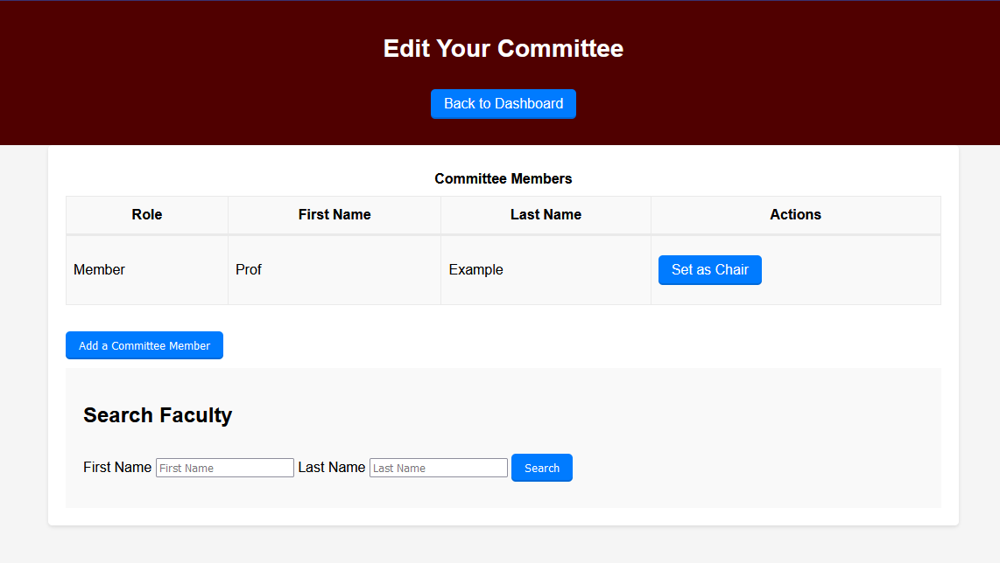 Edit Your Committee
Back to Dashboard
Committee Members
Role First Name Last Name Actions
Member Prof Example Set as Chair
Add a Committee Member
Search Faculty
First Name First Name Last Name Last Name Search